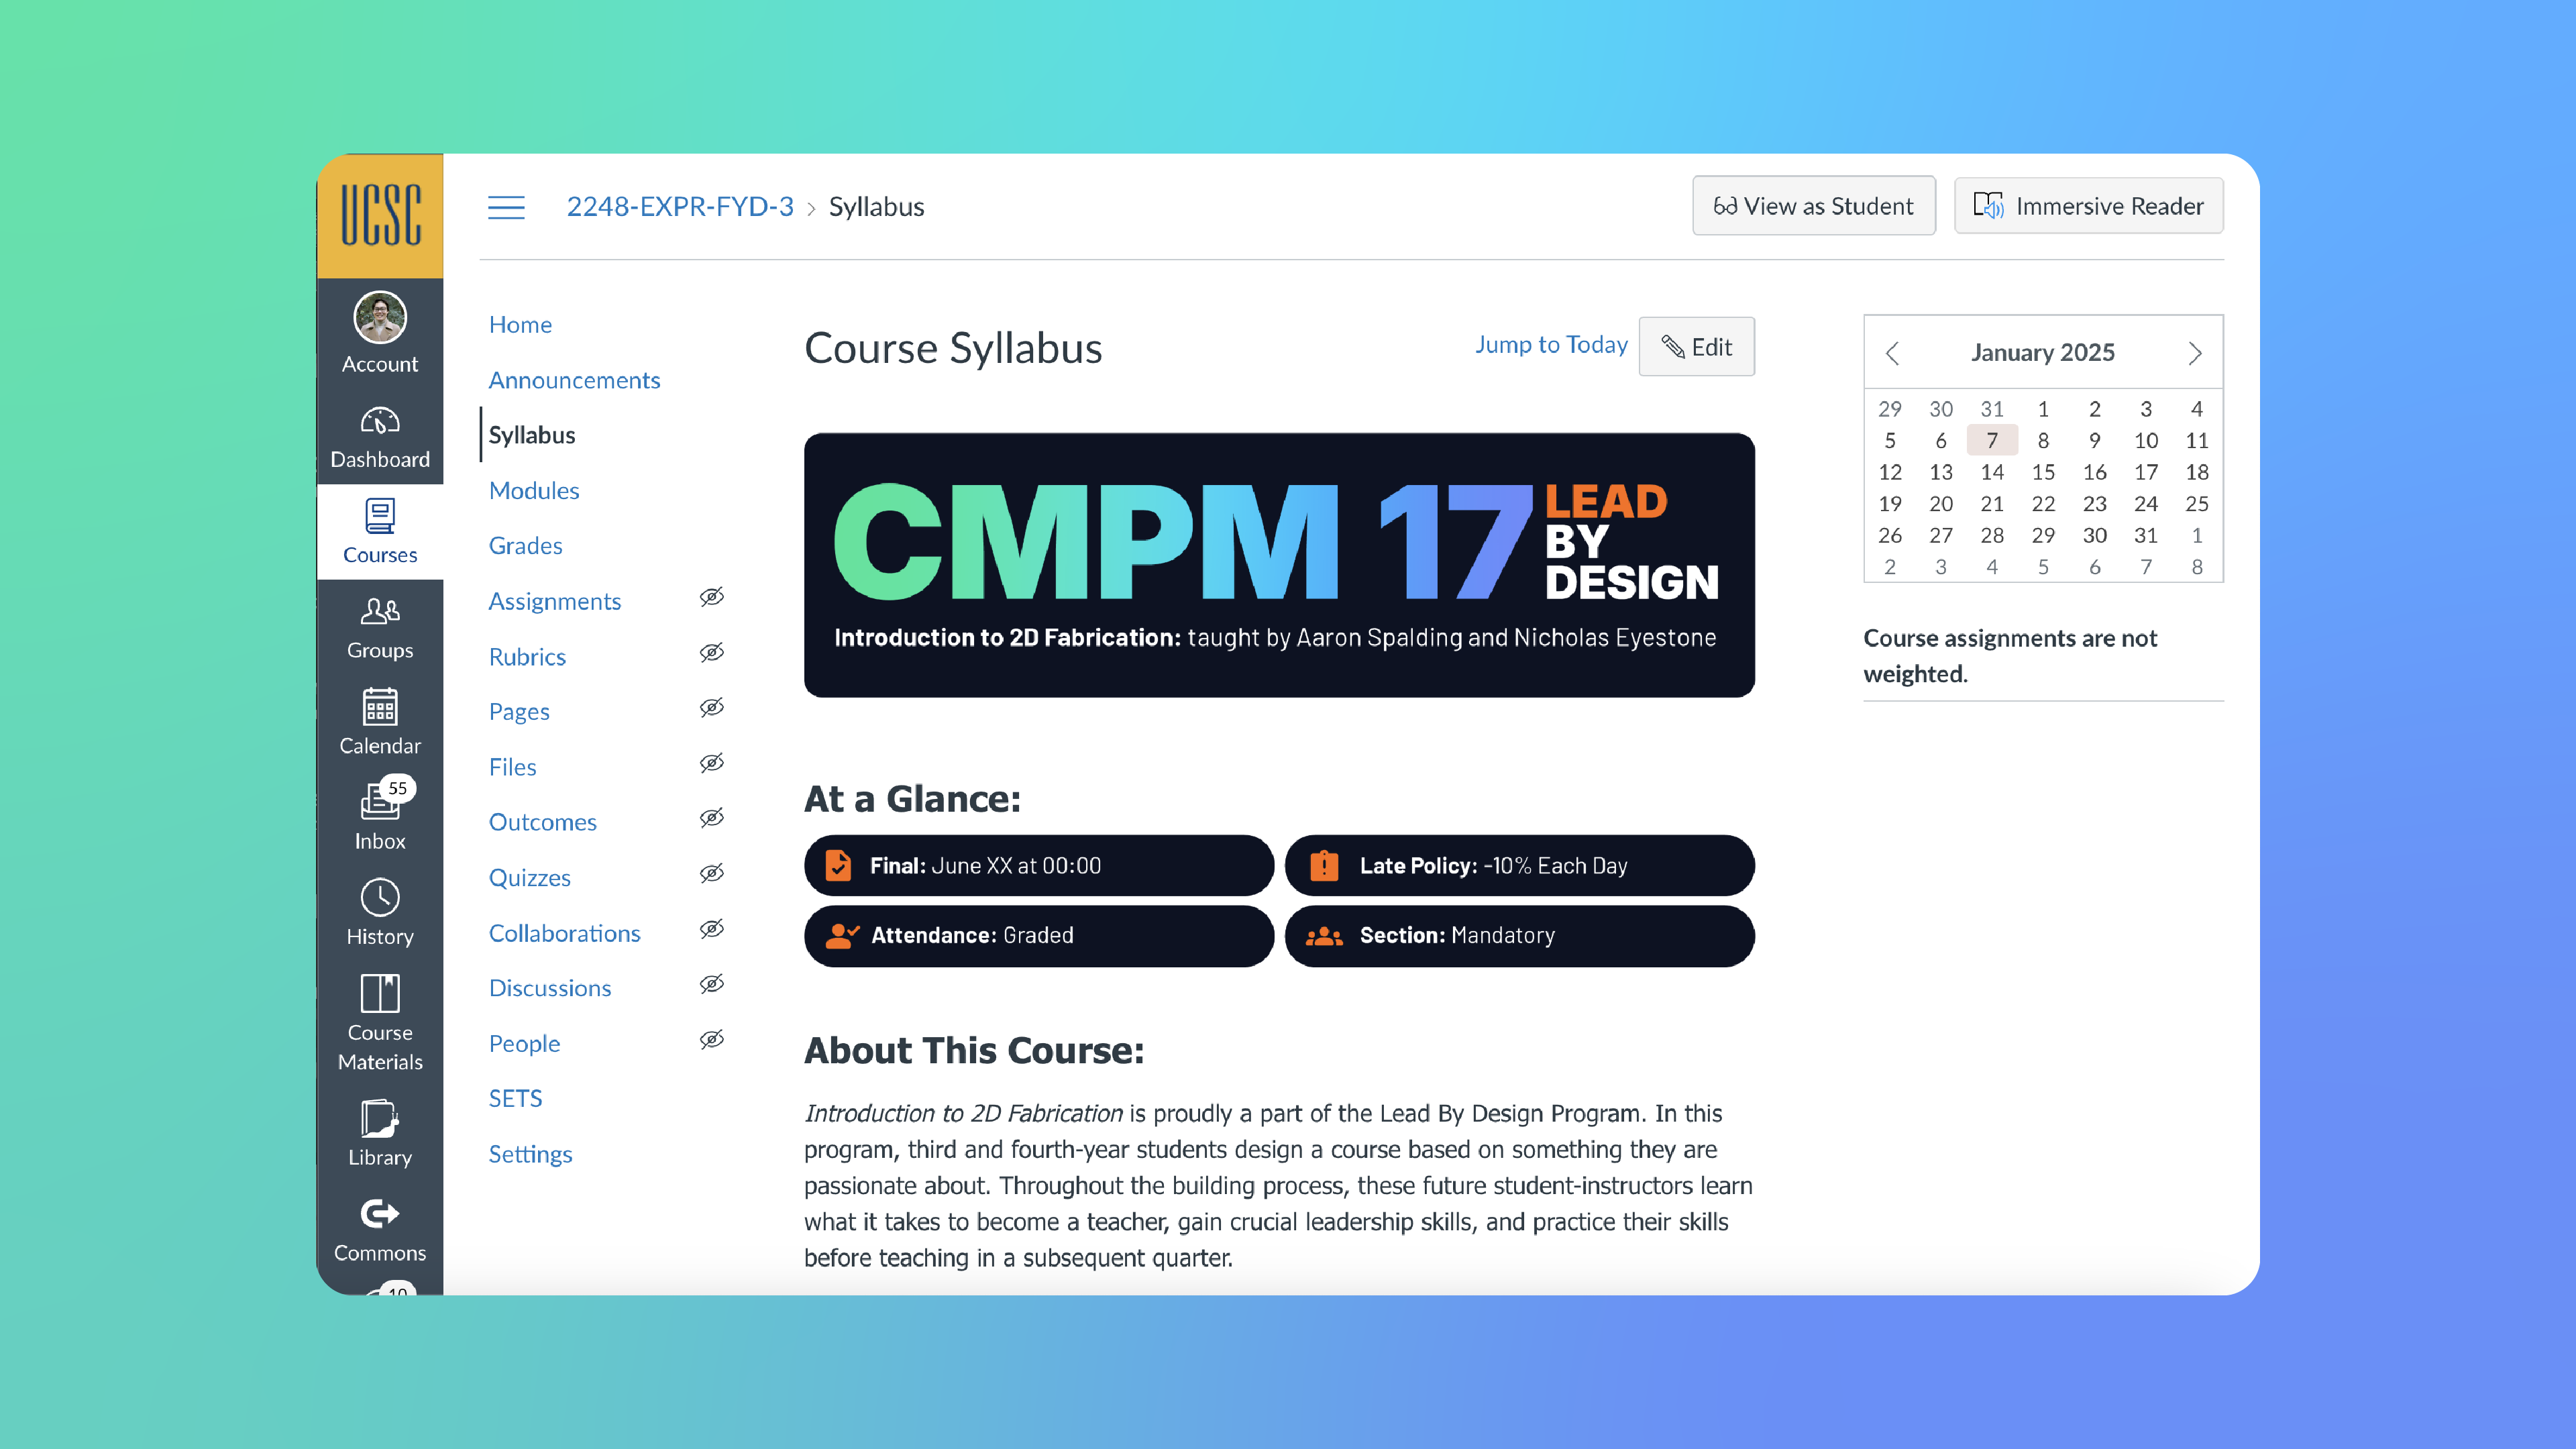 UCSC
Account
Dashboard
Courses
Groups
Calendar
55
Inbox
History
Course
Materials
Library
Commons
10
2248-EXPR-FYD-3 › Syllabus
View as Student
Immersive Reader
Home
Announcements
Syllabus
Modules
Grades
Assignments
Rubrics
Pages
Files
Outcomes
Quizzes
Collaborations
Discussions
People
SETS
Settings
Course Syllabus
Jump to Today
Edit
CMPM 17
LEAD
BY
DESIGN
Introduction to 2D Fabrication: taught by Aaron Spalding and Nicholas Eyestone
At a Glance:
Final: June XX at 00:00
Late Policy: -10% Each Day
Attendance: Graded
Section: Mandatory
About This Course:
Introduction to 2D Fabrication is proudly a part of the Lead By Design Program. In this
program, third and fourth-year students design a course based on something they are
passionate about. Throughout the building process, these future student-instructors learn
what it takes to become a teacher, gain crucial leadership skills, and practice their skills
before teaching in a subsequent quarter.
January 2025
29 30 31 1 2 3 4
5 6 7 8 9 10 11
12 13 14 15 16 17 18
19 20 21 22 23 24 25
26 27 28 29 30 31 1
2 3 4 5 6 7 8
Course assignments are not
weighted.